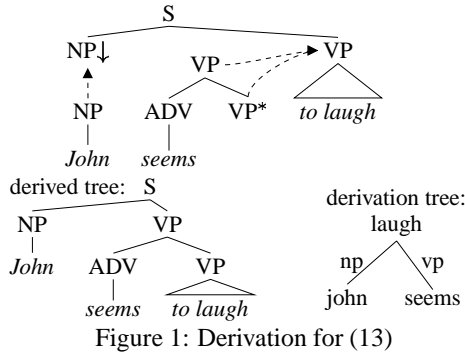 S
NP↓ VP VP
NP ADV VP* to laugh
John seems
derived tree: S
derivation tree:
NP VP laugh
np vp
John ADV VP john seems
seems to laugh
Figure 1: Derivation for (13)